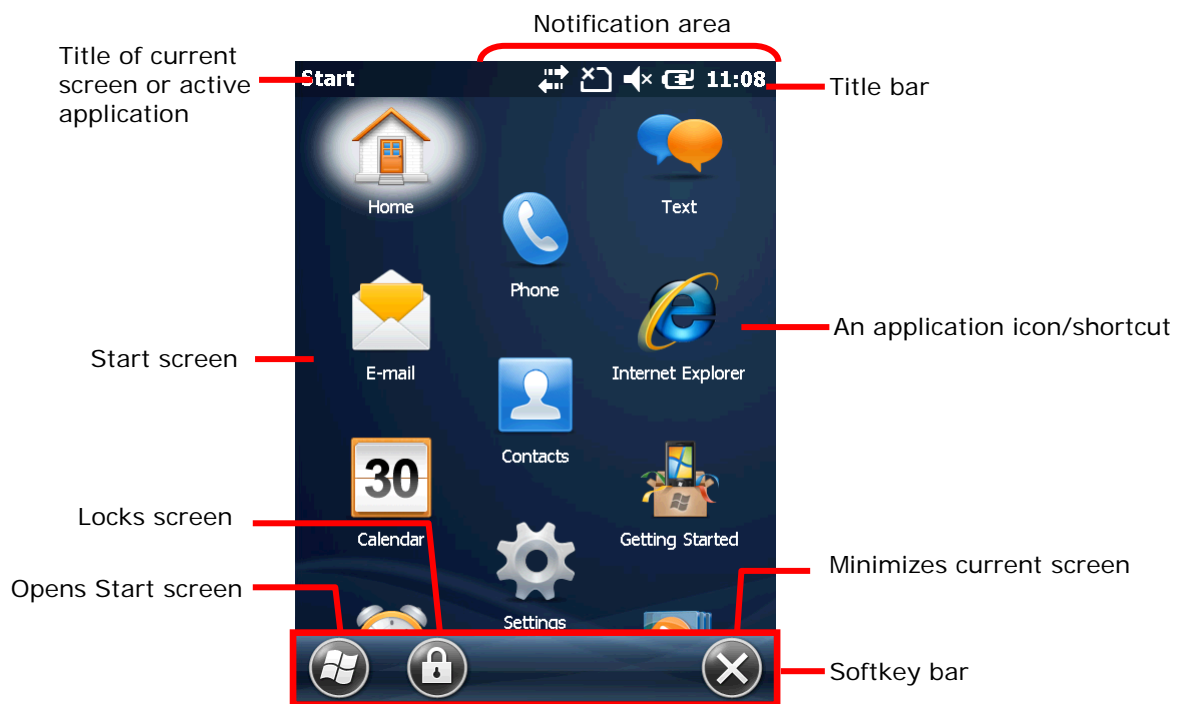 Notification area
Title of current
screen or active
application
Start
11:08
Title bar
Home
Text
Phone
An application icon/shortcut
Start screen
E-mail
Internet Explorer
Contacts
30
Locks screen
Calendar
Getting Started
Minimizes current screen
Opens Start screen
Settings
Softkey bar